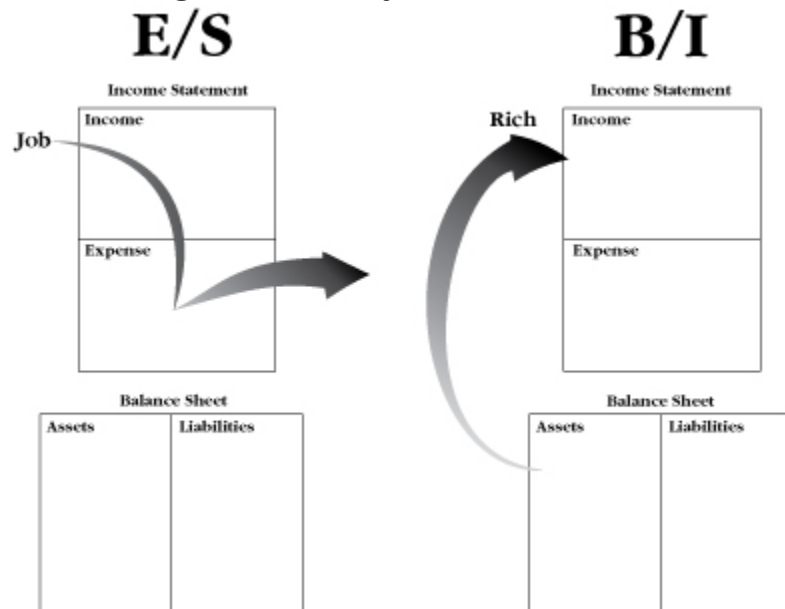 E/S
Income Statement
Income
Job
Expense
Balance Sheet
Assets Liabilities
B/I
Income Statement
Rich
Income
Expense
Balance Sheet
Assets Liabilities